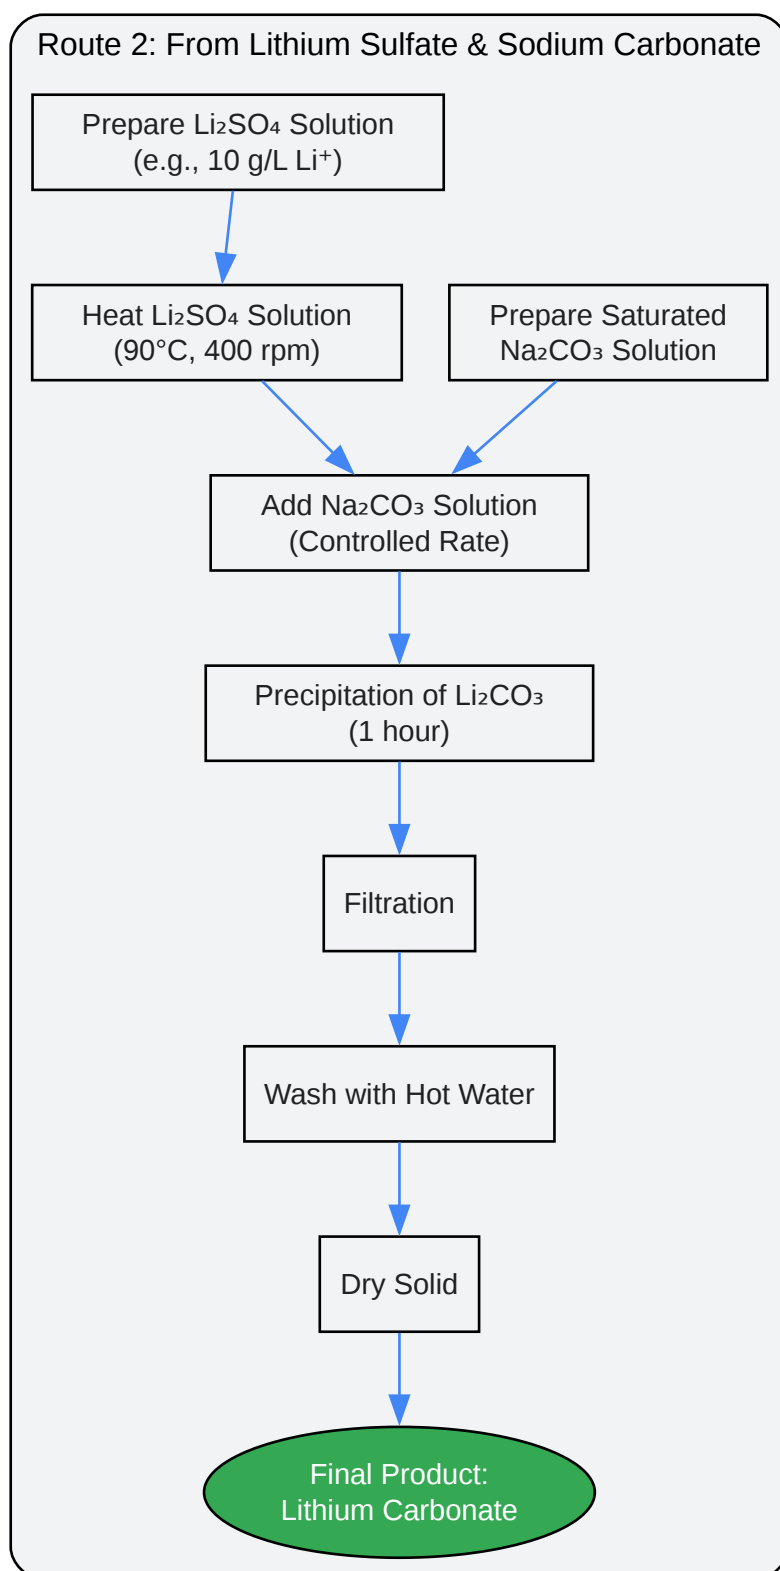 Route 2: From Lithium Sulfate & Sodium Carbonate
Prepare Li₂SO₄ Solution
(e.g., 10 g/L Li⁺)
Heat Li₂SO₄ Solution
(90°C, 400 rpm)
Prepare Saturated
Na₂CO₃ Solution
Add Na₂CO₃ Solution
(Controlled Rate)
Precipitation of Li₂CO₃
(1 hour)
Filtration
Wash with Hot Water
Dry Solid
Final Product:
Lithium Carbonate